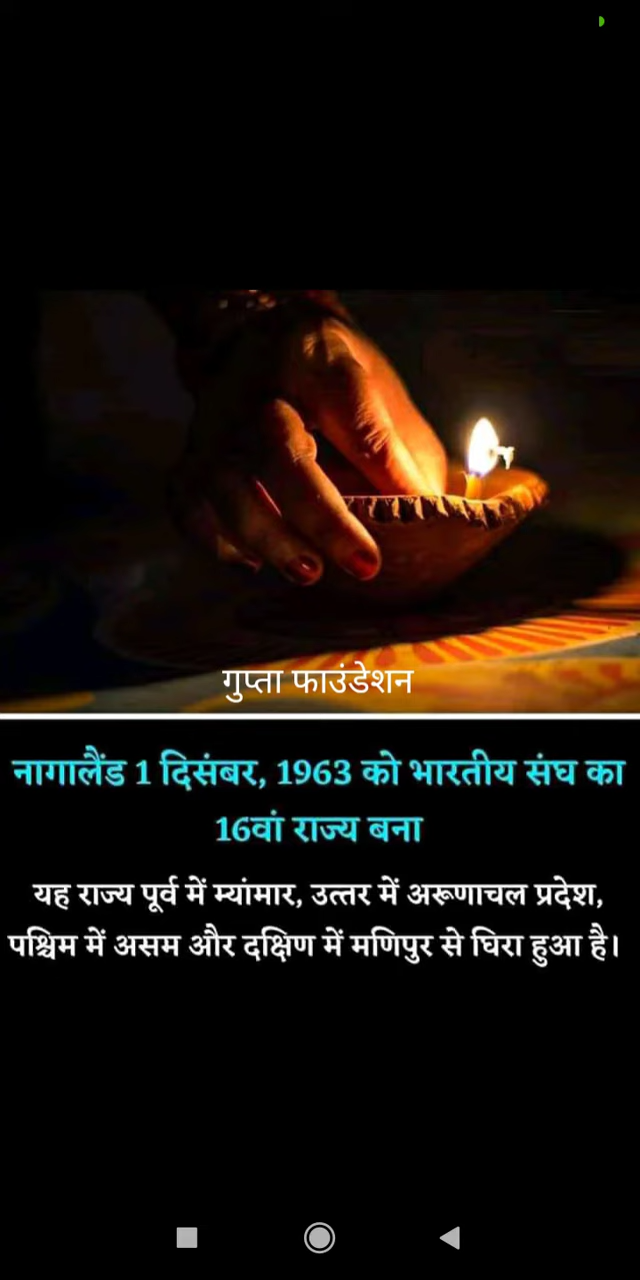 गुप्ता फाउंडेशन
नागालैंड 1 दिसंबर, 1963 को भारतीय संघ का
16वां राज्य बना
यह राज्य पूर्व में म्यांमार, उत्तर में अरूणाचल प्रदेश,
पश्चिम में असम और दक्षिण में मणिपुर से घिरा हुआ है।